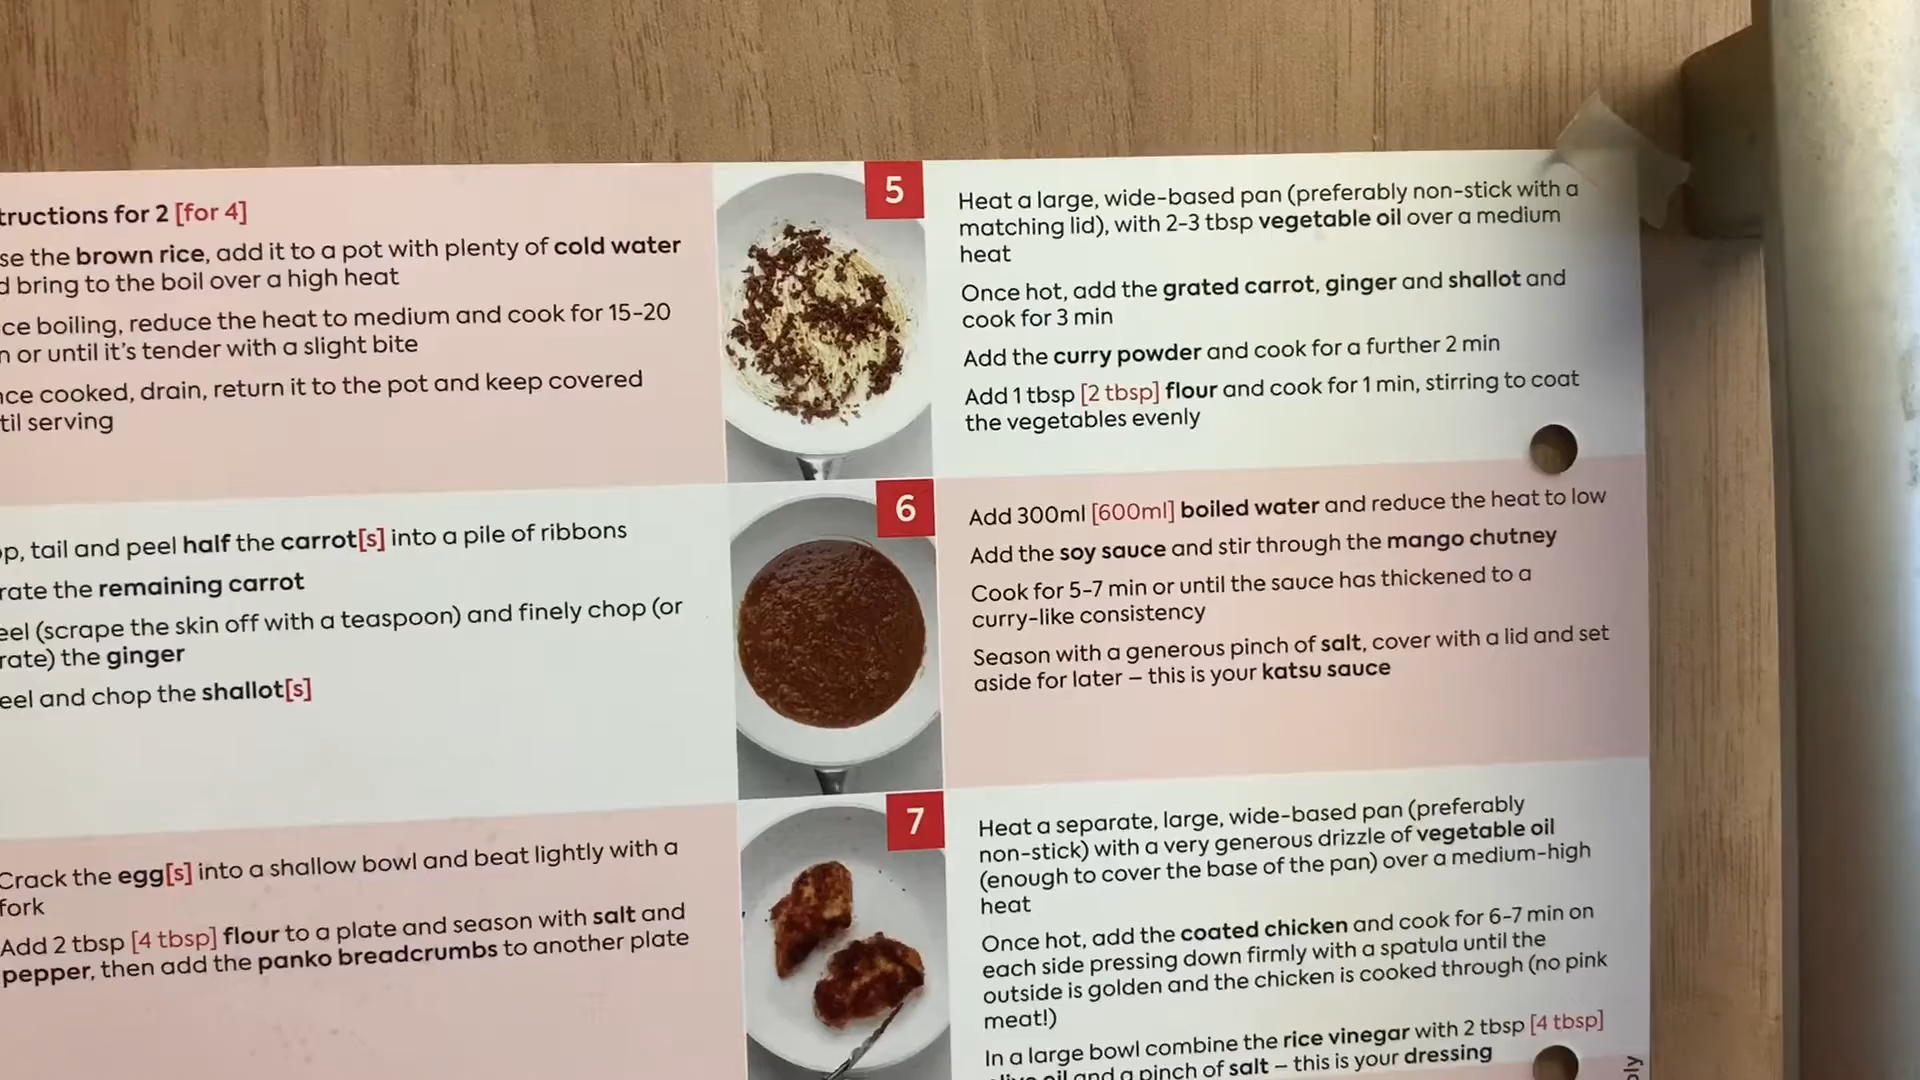 tructions for 2 [for 4]
se the brown rice, add it to a pot with plenty of cold water
d bring to the boil over a high heat
ce boiling, reduce the heat to medium and cook for 15-20
n or until it's tender with a slight bite
nce cooked, drain, return it to the pot and keep covered
til serving
op, tail and peel half the carrot[s] into a pile of ribbons
rate the remaining carrot
eel (scrape the skin off with a teaspoon) and finely chop (or
rate) the ginger
eel and chop the shallot[s]
Crack the egg[s] into a shallow bowl and beat lightly with a
fork
Add 2 tbsp [4 tbsp] flour to a plate and season with salt and
pepper, then add the panko breadcrumbs to another plate
5
Heat a large, wide-based pan (preferably non-stick with a
matching lid), with 2-3 tbsp vegetable oil over a medium
heat
Once hot, add the grated carrot, ginger and shallot and
cook for 3 min
Add the curry powder and cook for a further 2 min
Add 1 tbsp [2 tbsp] flour and cook for 1 min, stirring to coat
the vegetables evenly
6
Add 300ml [600ml] boiled water and reduce the heat to low
Add the soy sauce and stir through the mango chutney
Cook for 5-7 min or until the sauce has thickened to a
curry-like consistency
Season with a generous pinch of salt, cover with a lid and set
aside for later – this is your katsu sauce
7
Heat a separate, large, wide-based pan (preferably
non-stick) with a very generous drizzle of vegetable oil
(enough to cover the base of the pan) over a medium-high
heat
Once hot, add the coated chicken and cook for 6-7 min on
each side pressing down firmly with a spatula until the
outside is golden and the chicken is cooked through (no pink
meat!)
In a large bowl combine the rice vinegar with 2 tbsp [4 tbsp]
olive oil and a pinch of salt – this is your dressing
bly